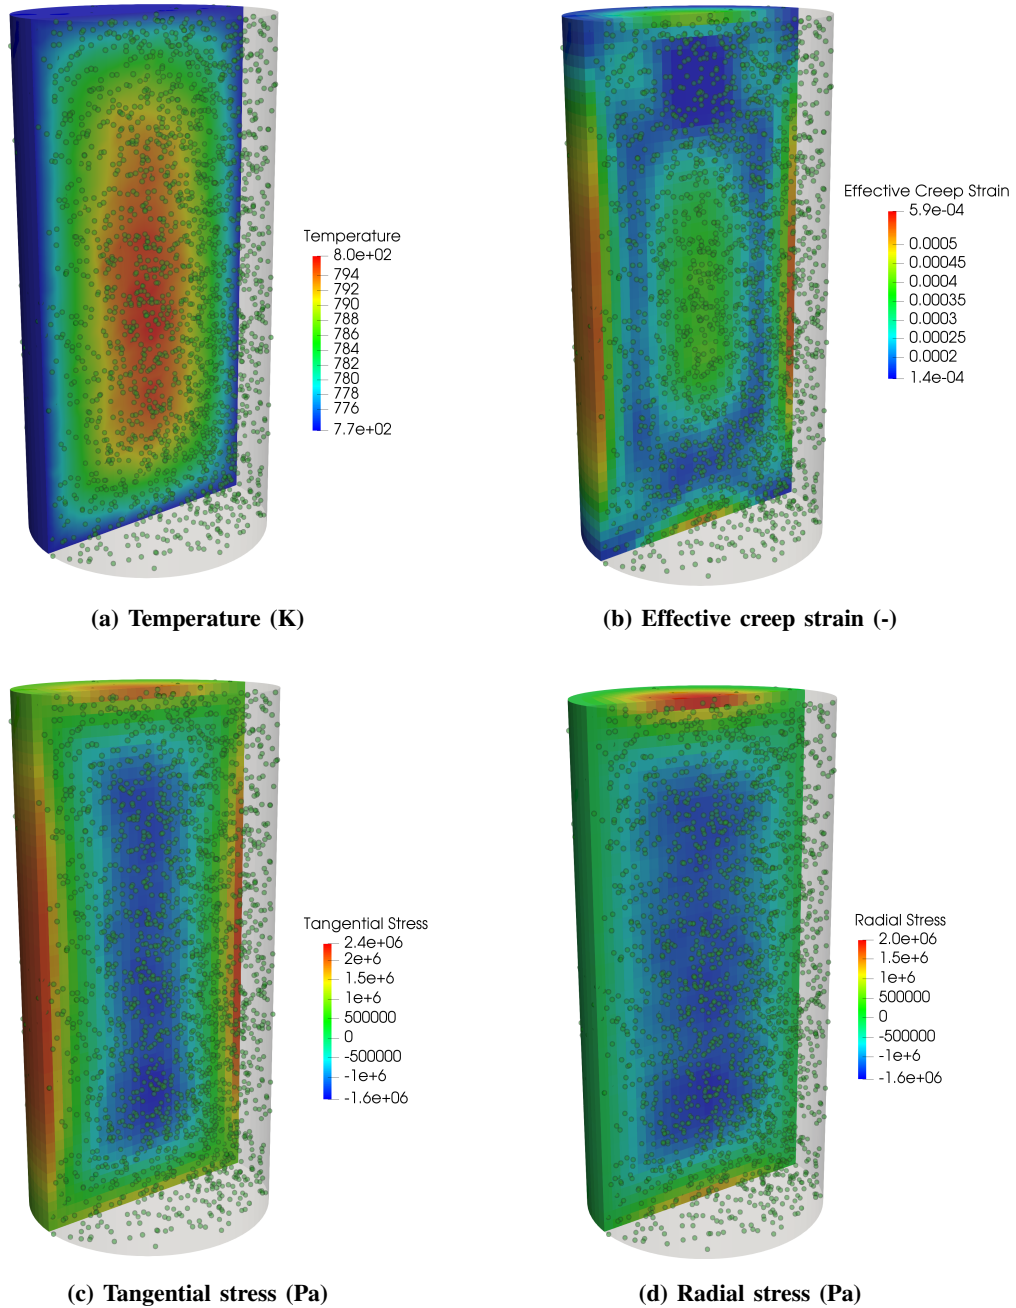 Temperature
8.0e+02
794
792
790
788
786
784
782
780
778
776
7.7e+02
Effective Creep Strain
5.9e-04
0.0005
0.00045
0.0004
0.00035
0.0003
0.00025
0.0002
1.4e-04
(a) Temperature (K)
(b) Effective creep strain (-)
Tangential Stress
2.4e+06
2e+6
1.5e+6
1e+6
500000
0
-500000
-1e+6
-1.6e+06
Radial Stress
2.0e+06
1.5e+6
1e+6
500000
0
-500000
-1e+6
-1.6e+06
(c) Tangential stress (Pa)
(d) Radial stress (Pa)